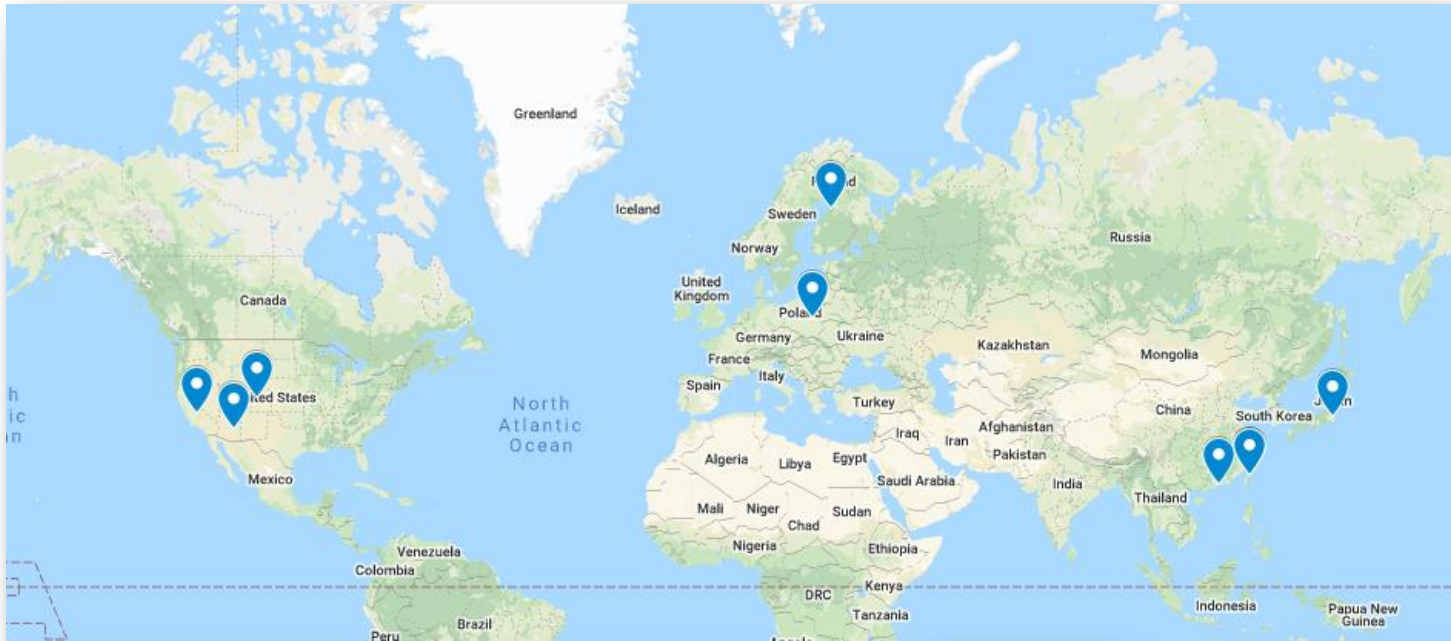 Greenland
Iceland
Sweden
Norway
Russia
United
Kingdom
Canada
Poland
Germany
Ukraine
Kazakhstan
Mongolia
France
Italy
Spain
Turkey
China
South Korea
North
Atlantic
Ocean
Iraq
Iran
Afghanistan
Pakistan
Algeria
Libya
Egypt
Saudi Arabia
India
Thailand
Mexico
Mali
Niger
Chad
Sudan
Nigeria
Ethiopia
Venezuela
Colombia
DRC
Kenya
Tanzania
Indonesia
Papua New
Guinea
Brazil
Peru